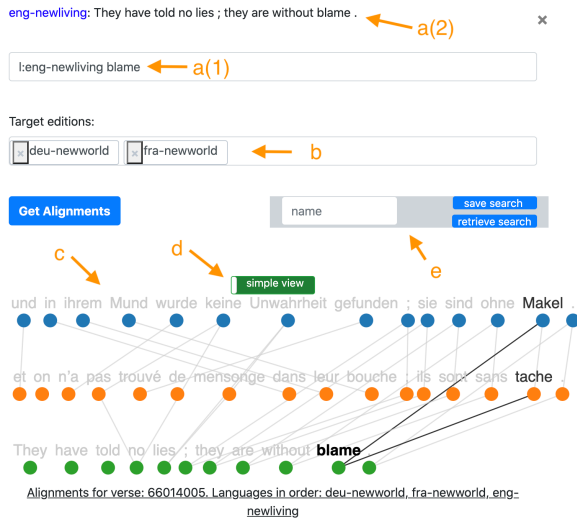 eng-newliving: They have told no lies ; they are without blame .
a(2)
×
l:eng-newliving blame
a(1)
Target editions:
× deu-newworld × fra-newworld
b
Get Alignments
name
save search
retrieve search
c
d
e
simple view
und in ihrem Mund wurde keine Unwahrheit gefunden ; sie sind ohne Makel .
et on n'a pas trouvé de mensonge dans leur bouche ; ils sont sans tache .
They have told no lies ; they are without blame .
Alignments for verse: 66014005. Languages in order: deu-newworld, fra-newworld, eng-
newliving